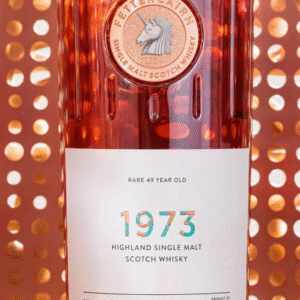 FETTERCAIRN
SINGLE MALT SCOTCH WHISKY
RARE 49 YEAR OLD
1973
HIGHLAND SINGLE MALT
SCOTCH WHISKY